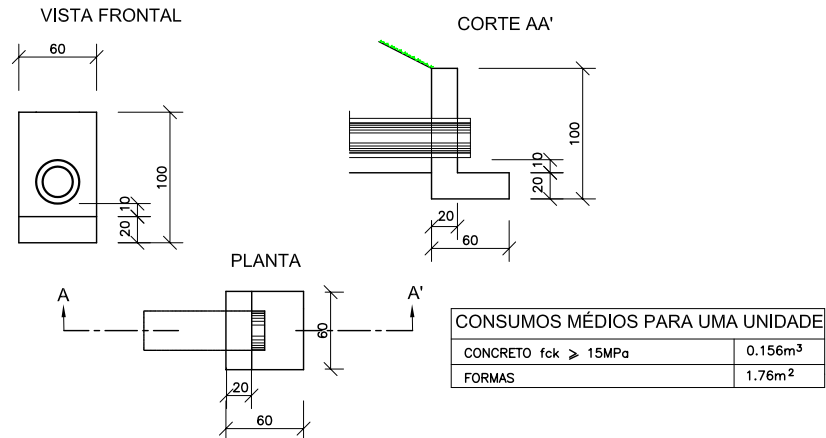 VISTA FRONTAL
60
100
10
20
CORTE AA'
100
10
20
20
60
PLANTA
A
A'
60
20
60
CONSUMOS MÉDIOS PARA UMA UNIDADE
CONCRETO fck ⩾ 15MPa 0.156m³
FORMAS 1.76m²